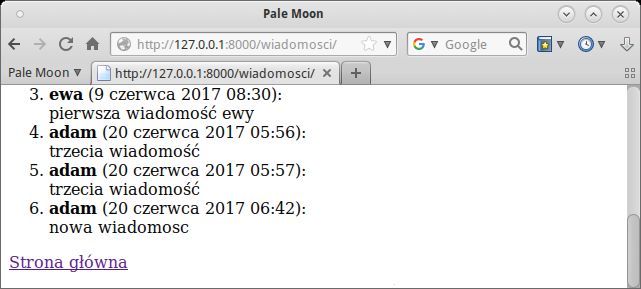 Pale Moon
http://127.0.0.1:8000/wiadomosci/
Google
Pale Moon
http://127.0.0.1:8000/wiadomosci/
3. ewa (9 czerwca 2017 08:30):
pierwsza wiadomość ewy
4. adam (20 czerwca 2017 05:56):
trzecia wiadomość
5. adam (20 czerwca 2017 05:57):
trzecia wiadomość
6. adam (20 czerwca 2017 06:42):
nowa wiadomosc
Strona główna